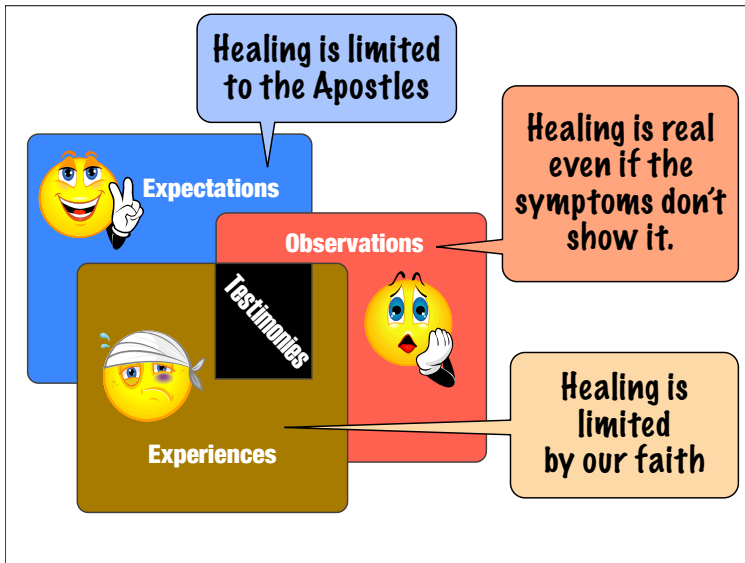 Healing is limited
to the Apostles
Healing is real
even if the
symptoms don't
show it.
Expectations
Observations
Testimonies
Healing is
limited
by our faith
Experiences